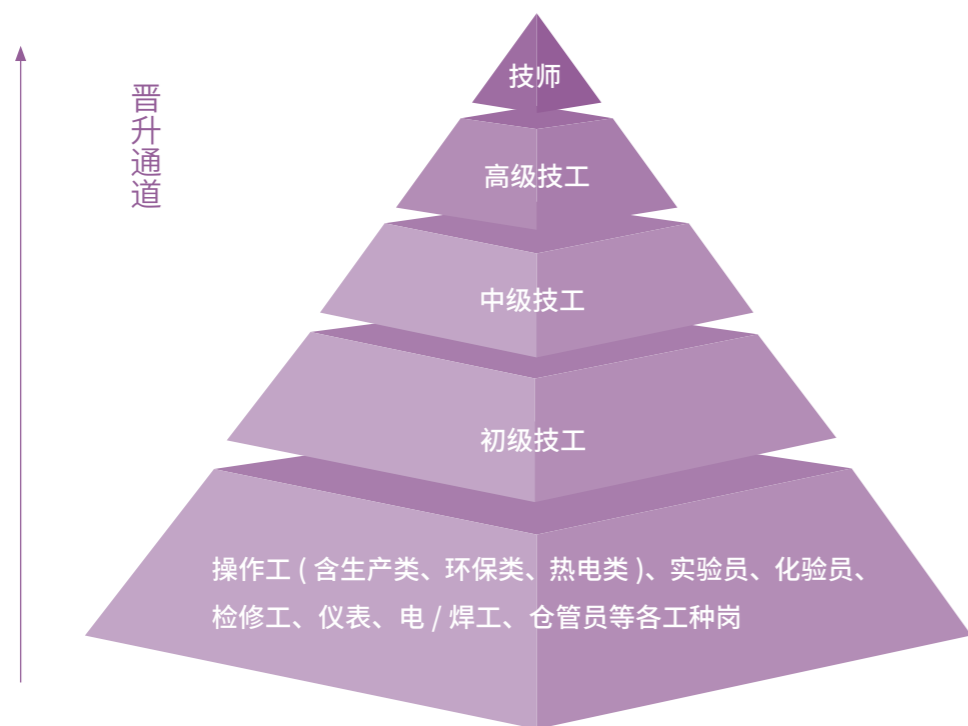 晋升通道
技师
高级技工
中级技工
初级技工
操作工 ( 含生产类、环保类、热电类 )、实验员、化验员、
检修工、仪表、电 / 焊工、仓管员等各工种岗